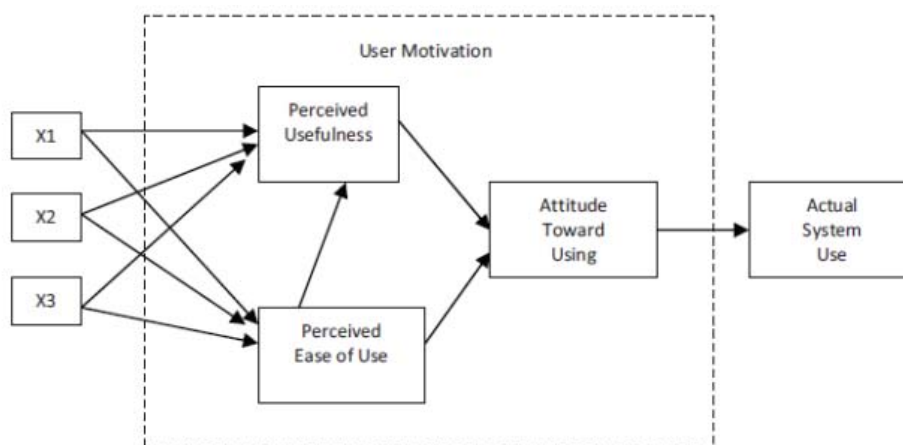 User Motivation
X1
X2
X3
Perceived
Usefulness
Perceived
Ease of Use
Attitude
Toward
Using
Actual
System
Use